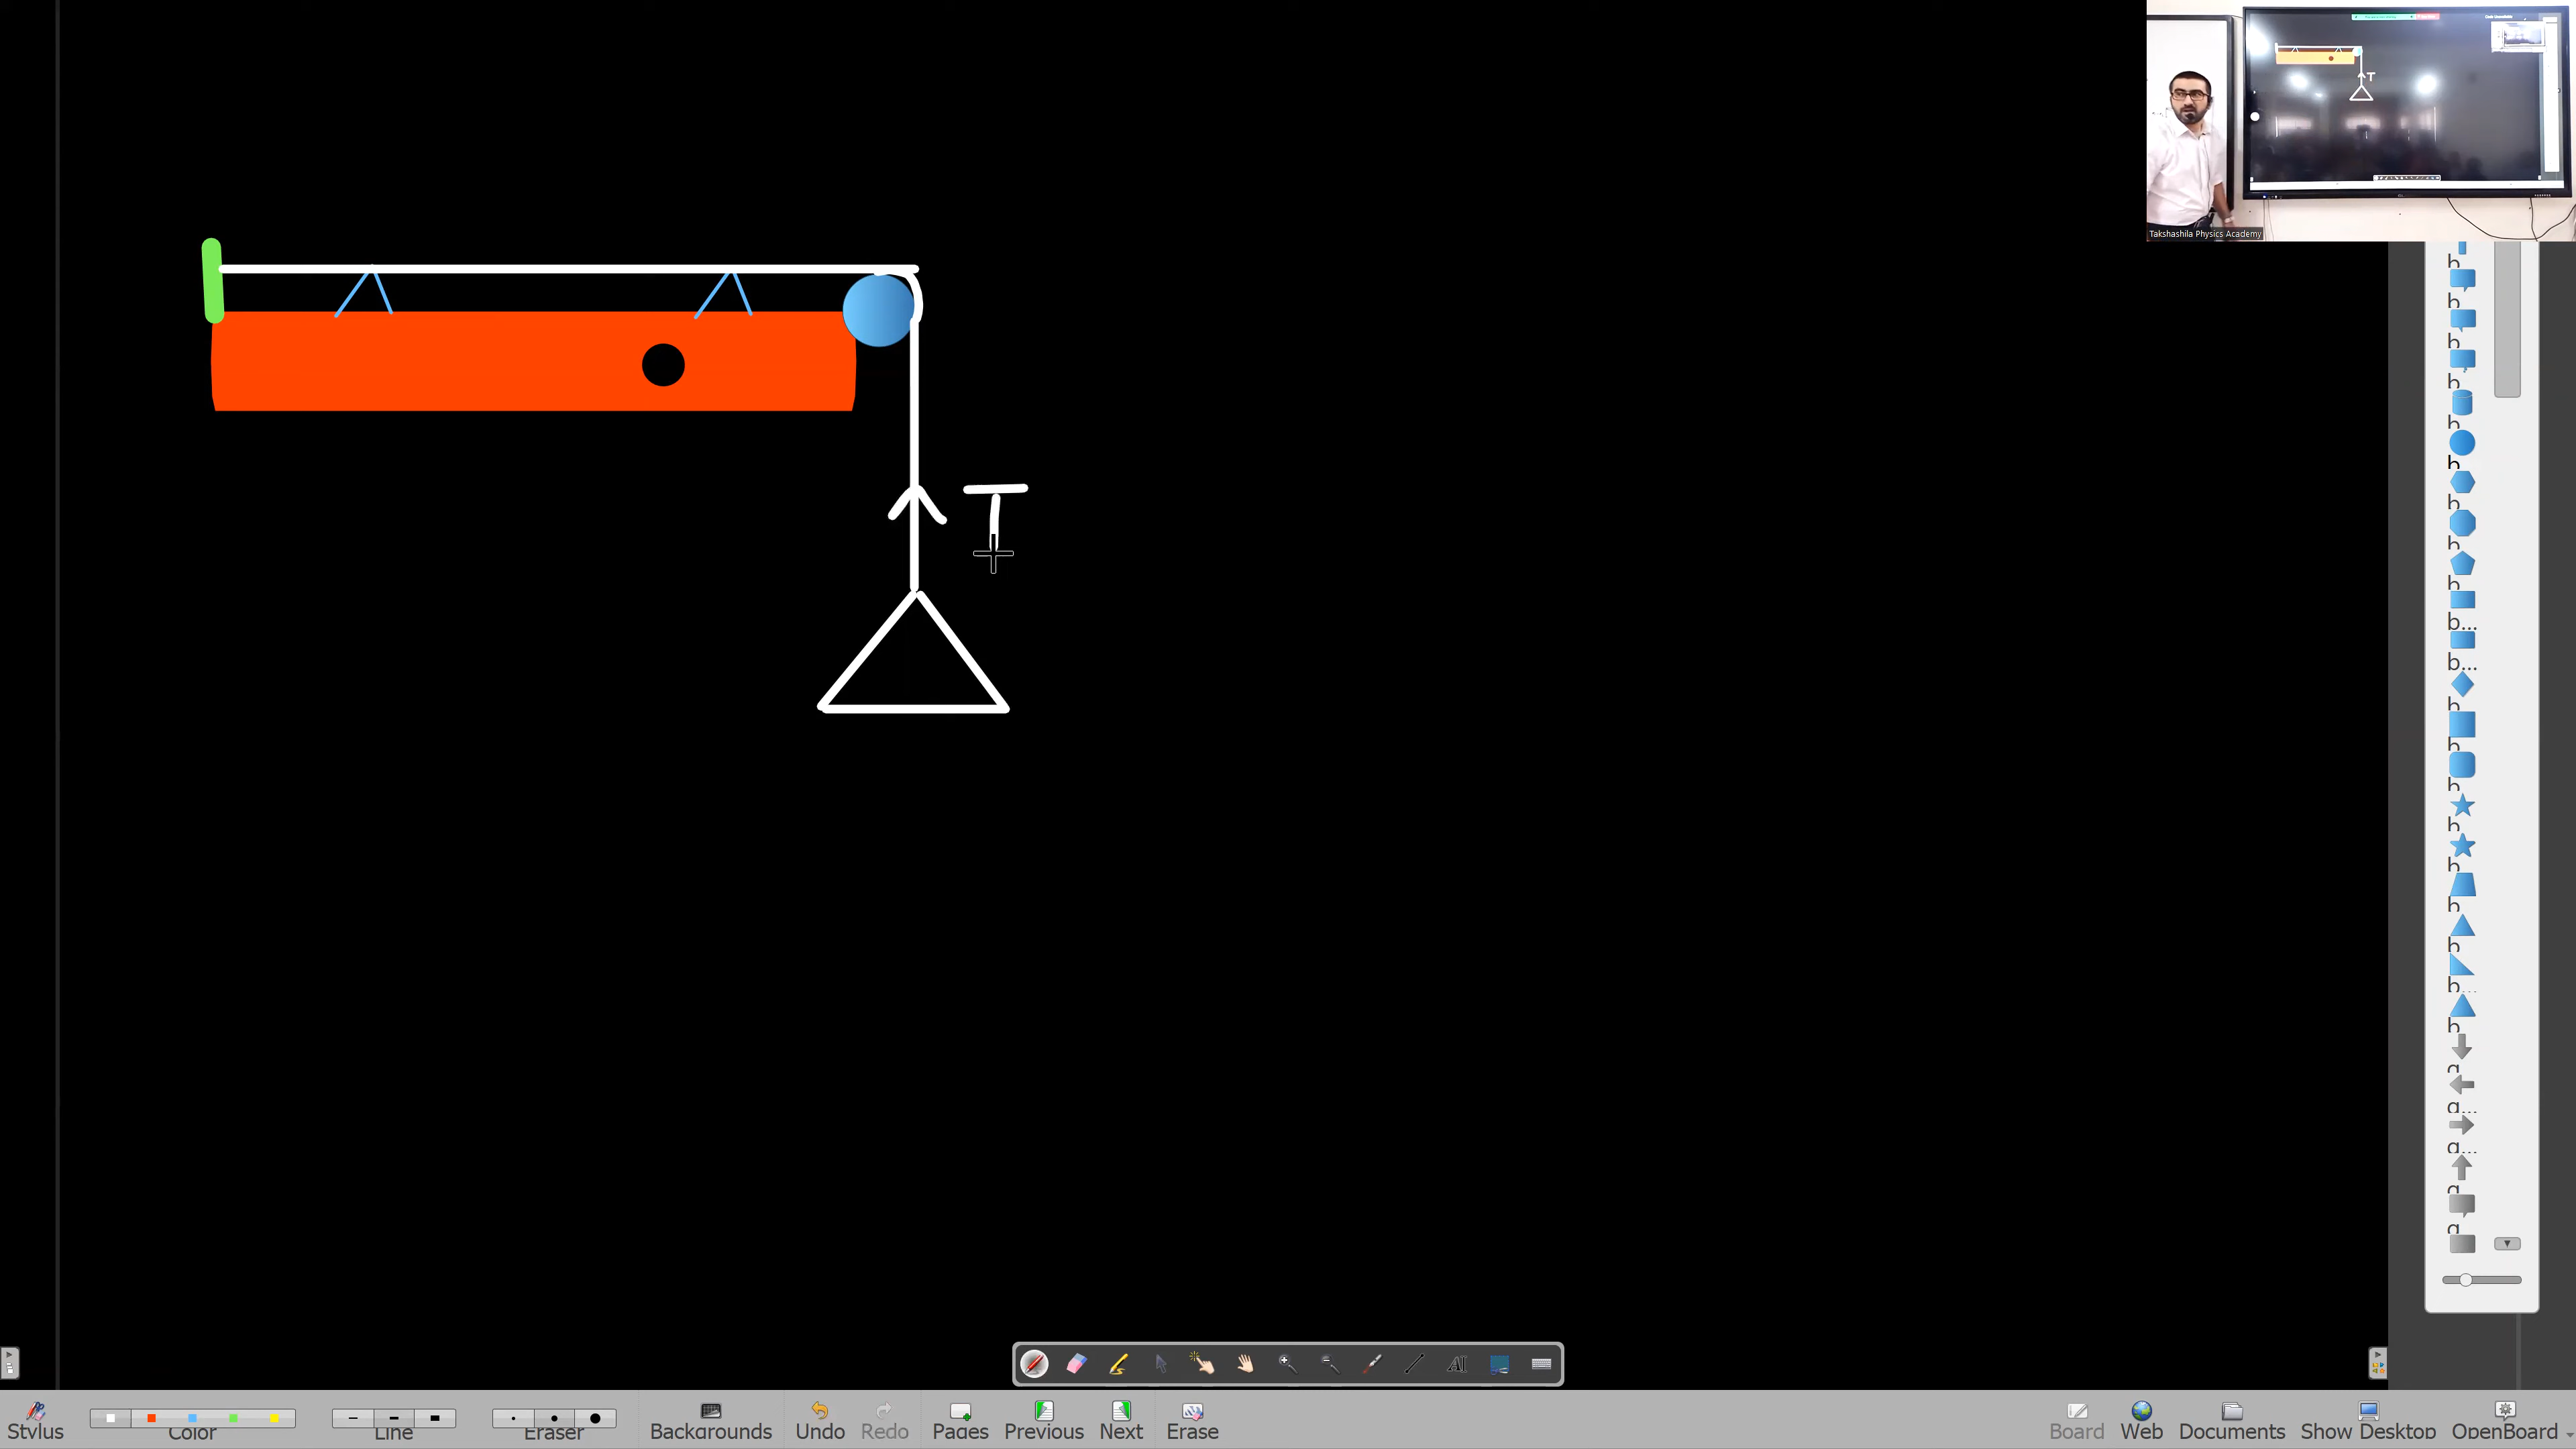 Takshashila Physics Academy
T
b
b
b
b
b
b
b
b
b
b...
b...
b
b
b
b
b
b
b
b...
b
g
g...
g...
g
g
AI
Stylus
Color
Line
Eraser
Backgrounds
Undo
Redo
Pages
Previous
Next
Erase
Board
Web
Documents
Show Desktop
OpenBoard